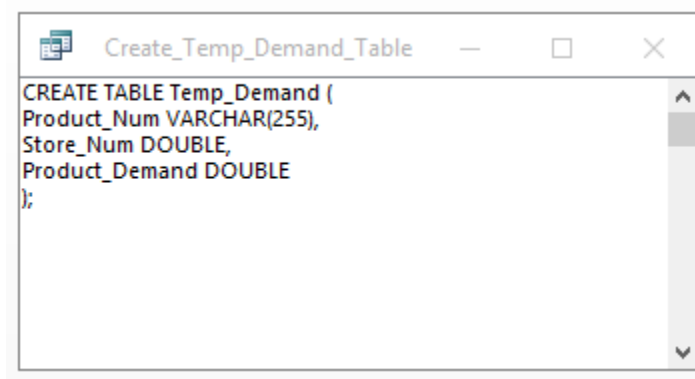 Create_Temp_Demand_Table
CREATE TABLE Temp_Demand (
Product_Num VARCHAR(255),
Store_Num DOUBLE,
Product_Demand DOUBLE
);